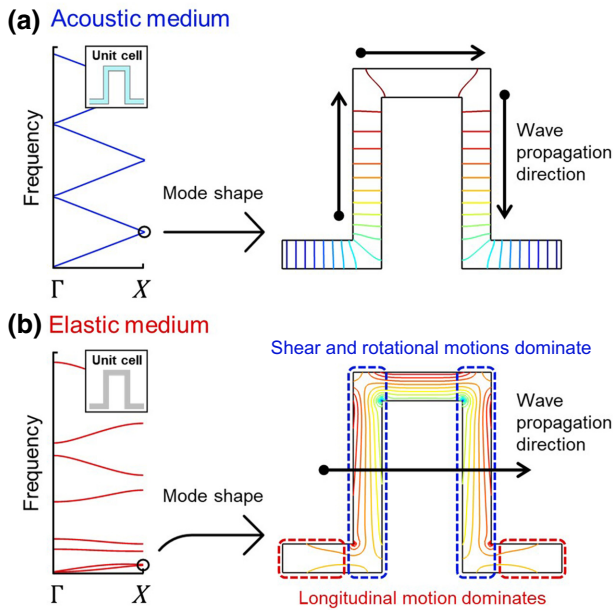 (a) Acoustic medium
Unit cell
Frequency
Γ X
Mode shape
Wave
propagation
direction
(b) Elastic medium
Unit cell
Frequency
Γ X
Mode shape
Shear and rotational motions dominate
Wave
propagation
direction
Longitudinal motion dominates